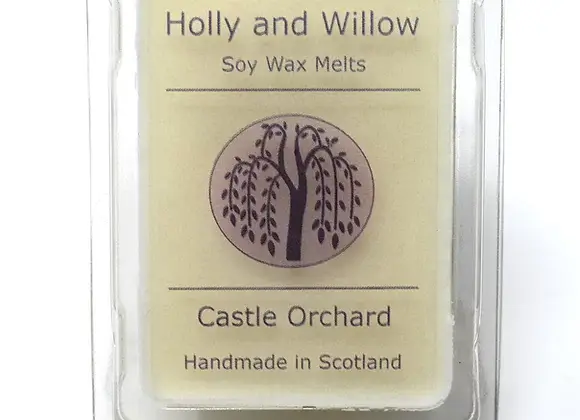 Holly and Willow
Soy Wax Melts
Castle Orchard
Handmade in Scotland